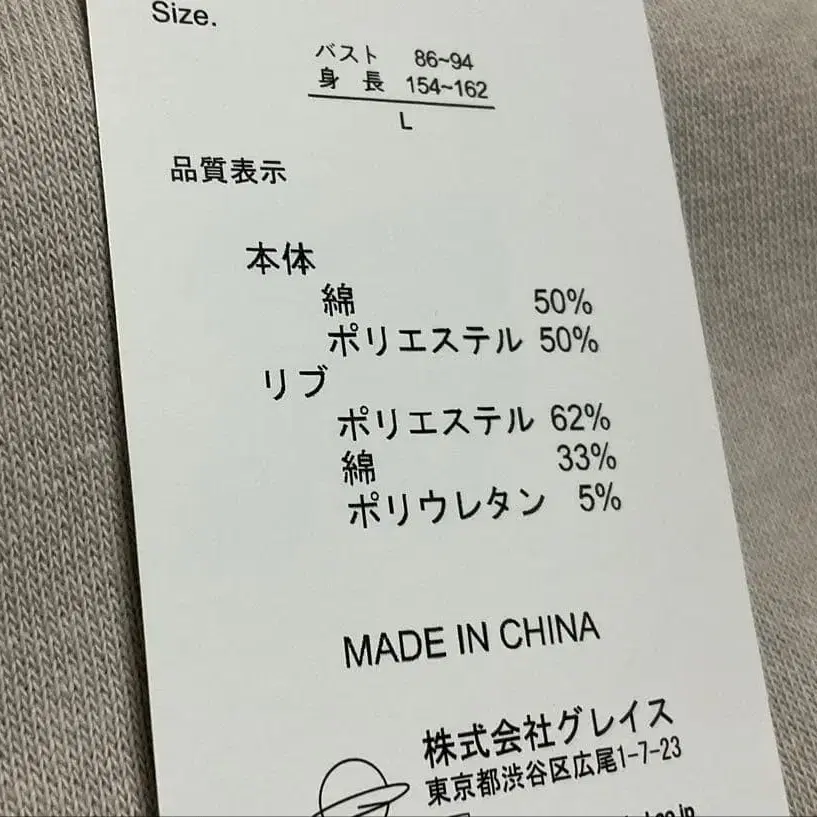 Size.
バスト 86~94
身 長 154~162
L
品質表示
本体
綿 50%
ポリエステル 50%
リブ
ポリエステル 62%
綿 33%
ポリウレタン 5%
MADE IN CHINA
株式会社グレイス
東京都渋谷区広尾1-7-23